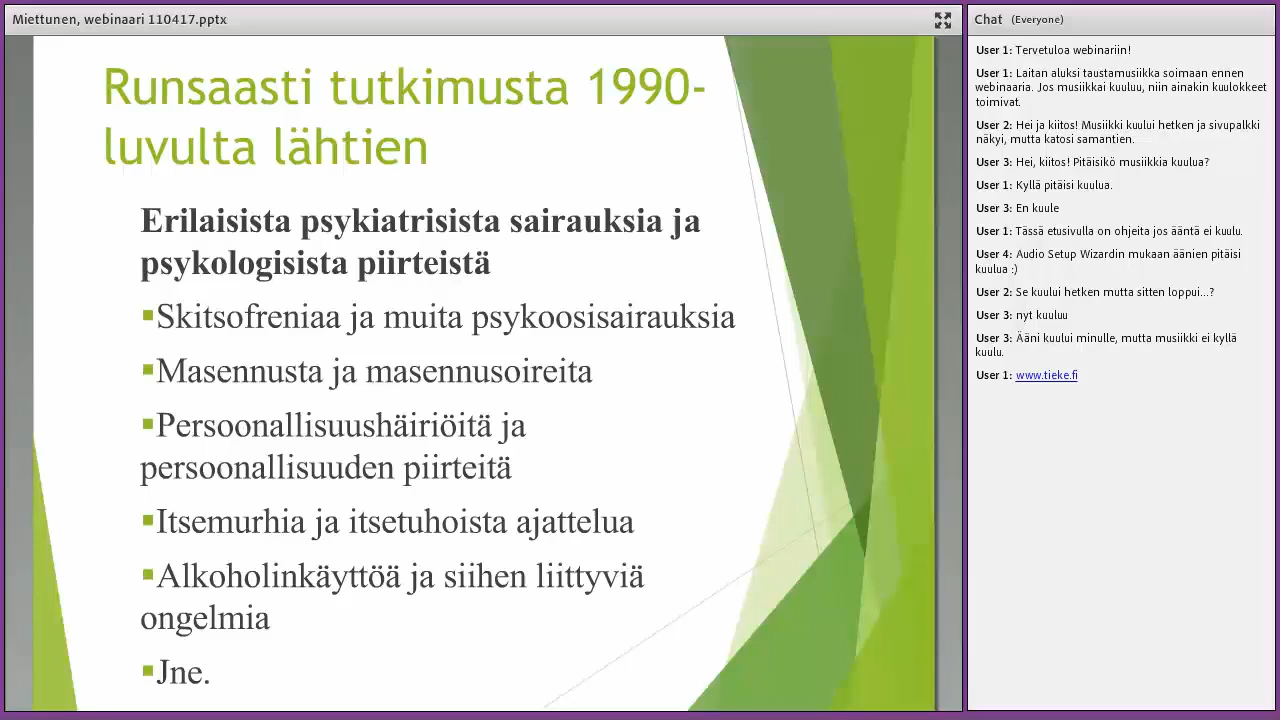 Miettunen, webinaari 110417.pptx
Runsaasti tutkimusta 1990-
luvulta lähtien
Erilaisista psykiatrisista sairauksia ja
psykologisista piirteistä
▪Skitsofreniaa ja muita psykoosisairauksia
▪Masennusta ja masennusoireita
▪Persoonallisuushäiriöitä ja
persoonallisuuden piirteitä
▪Itsemurhia ja itsetuhoista ajattelua
▪Alkoholinkäyttöä ja siihen liittyviä
ongelmia
▪Jne.
Chat (Everyone)
User 1: Tervetuloa webinariin!
User 1: Laitan aluksi taustamusiikka soimaan ennen
webinaaria. Jos musiikkai kuuluu, niin ainakin kuulokkeet
toimivat.
User 2: Hei ja kiitos! Musiikki kuului hetken ja sivupalkki
näkyi, mutta katosi samantien.
User 3: Hei, kiitos! Pitäisikö musiikkia kuulua?
User 1: Kyllä pitäisi kuulua.
User 3: En kuule
User 1: Tässä etusivulla on ohjeita jos ääntä ei kuulu.
User 4: Audio Setup Wizardin mukaan äänien pitäisi
kuulua :)
User 2: Se kuului hetken mutta sitten loppui...?
User 3: nyt kuuluu
User 3: Ääni kuului minulle, mutta musiikki ei kyllä
kuulu.
User 1: www.tieke.fi